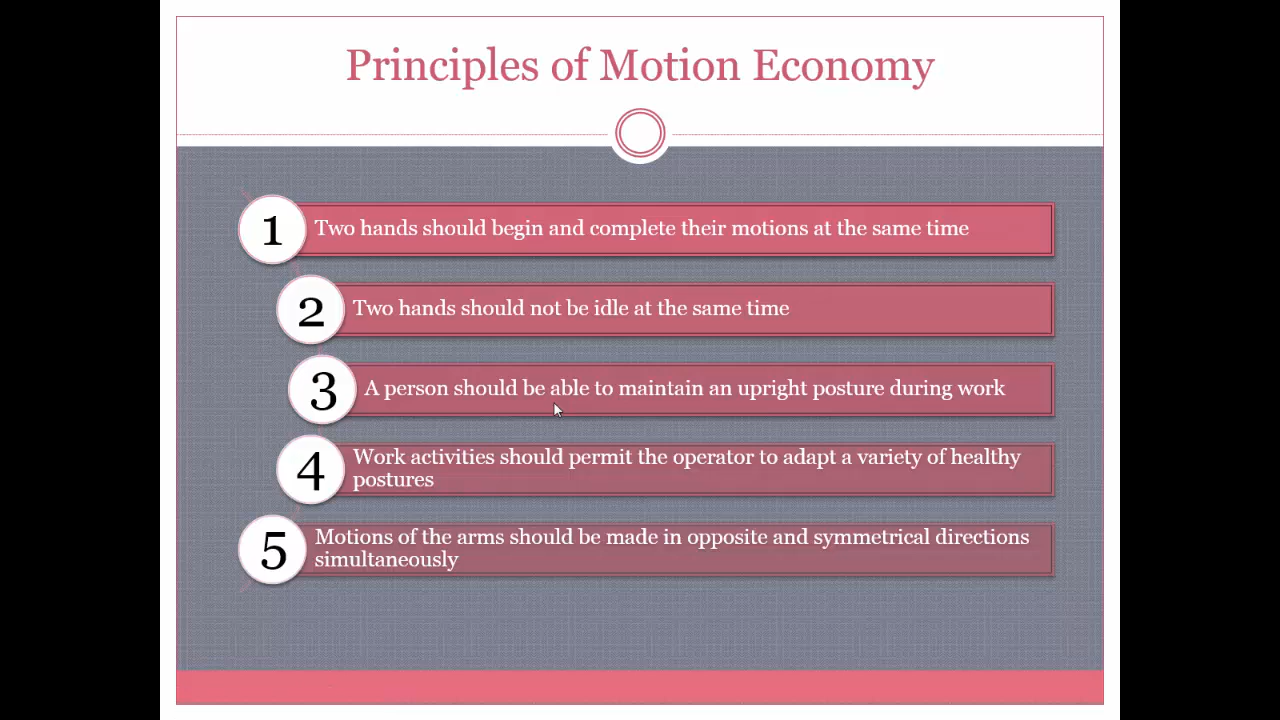 Principles of Motion Economy
1 Two hands should begin and complete their motions at the same time
2 Two hands should not be idle at the same time
3 A person should be able to maintain an upright posture during work
4 Work activities should permit the operator to adapt a variety of healthy
postures
5 Motions of the arms should be made in opposite and symmetrical directions
simultaneously